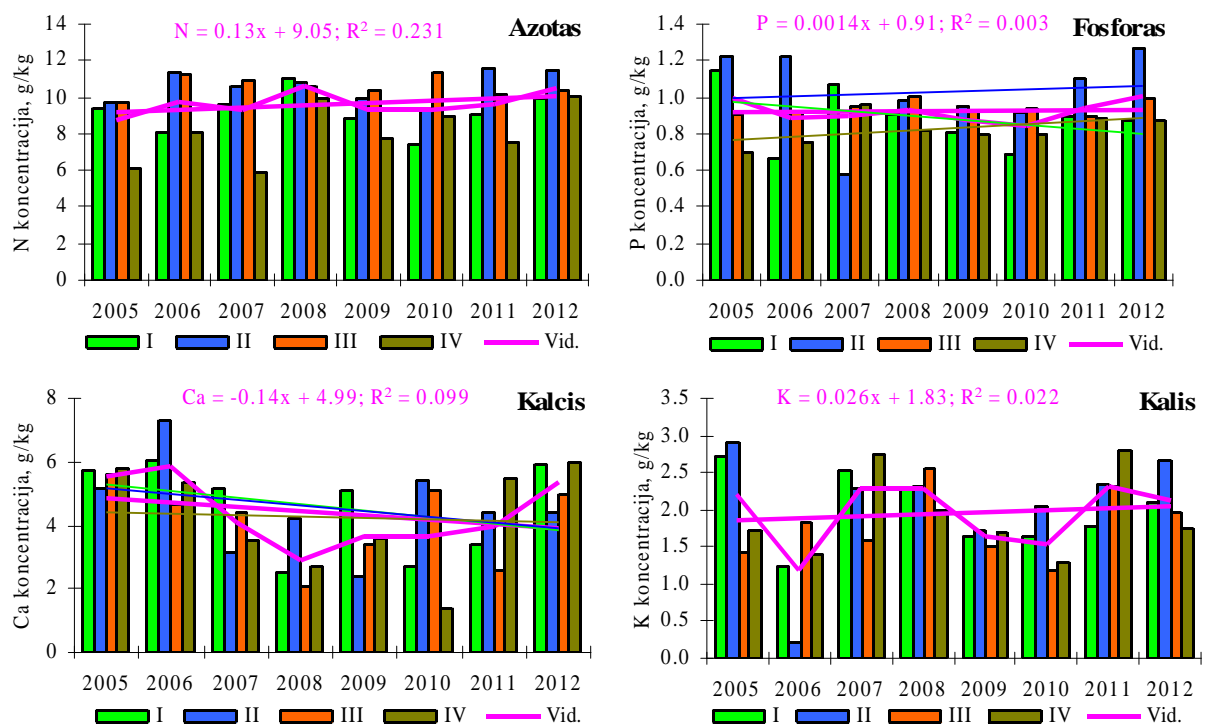 N = 0.13x + 9.05; R² = 0.231
Azotas
N koncentracija, g/kg
14
12
10
8
6
4
2
0
2005 2006 2007 2008 2009 2010 2011 2012
I II III IV Vid.
P = 0.0014x + 0.91; R² = 0.003
Fosforas
P koncentracija, g/kg
1.4
1.2
1.0
0.8
0.6
0.4
0.2
0.0
2005 2006 2007 2008 2009 2010 2011 2012
I II III IV Vid.
Ca = -0.14x + 4.99; R² = 0.099
Kalcis
Ca koncentracija, g/kg
8
6
4
2
0
2005 2006 2007 2008 2009 2010 2011 2012
I II III IV Vid.
K = 0.026x + 1.83; R² = 0.022
Kalis
K koncentracija, g/kg
3.5
3.0
2.5
2.0
1.5
1.0
0.5
0.0
2005 2006 2007 2008 2009 2010 2011 2012
I II III IV Vid.